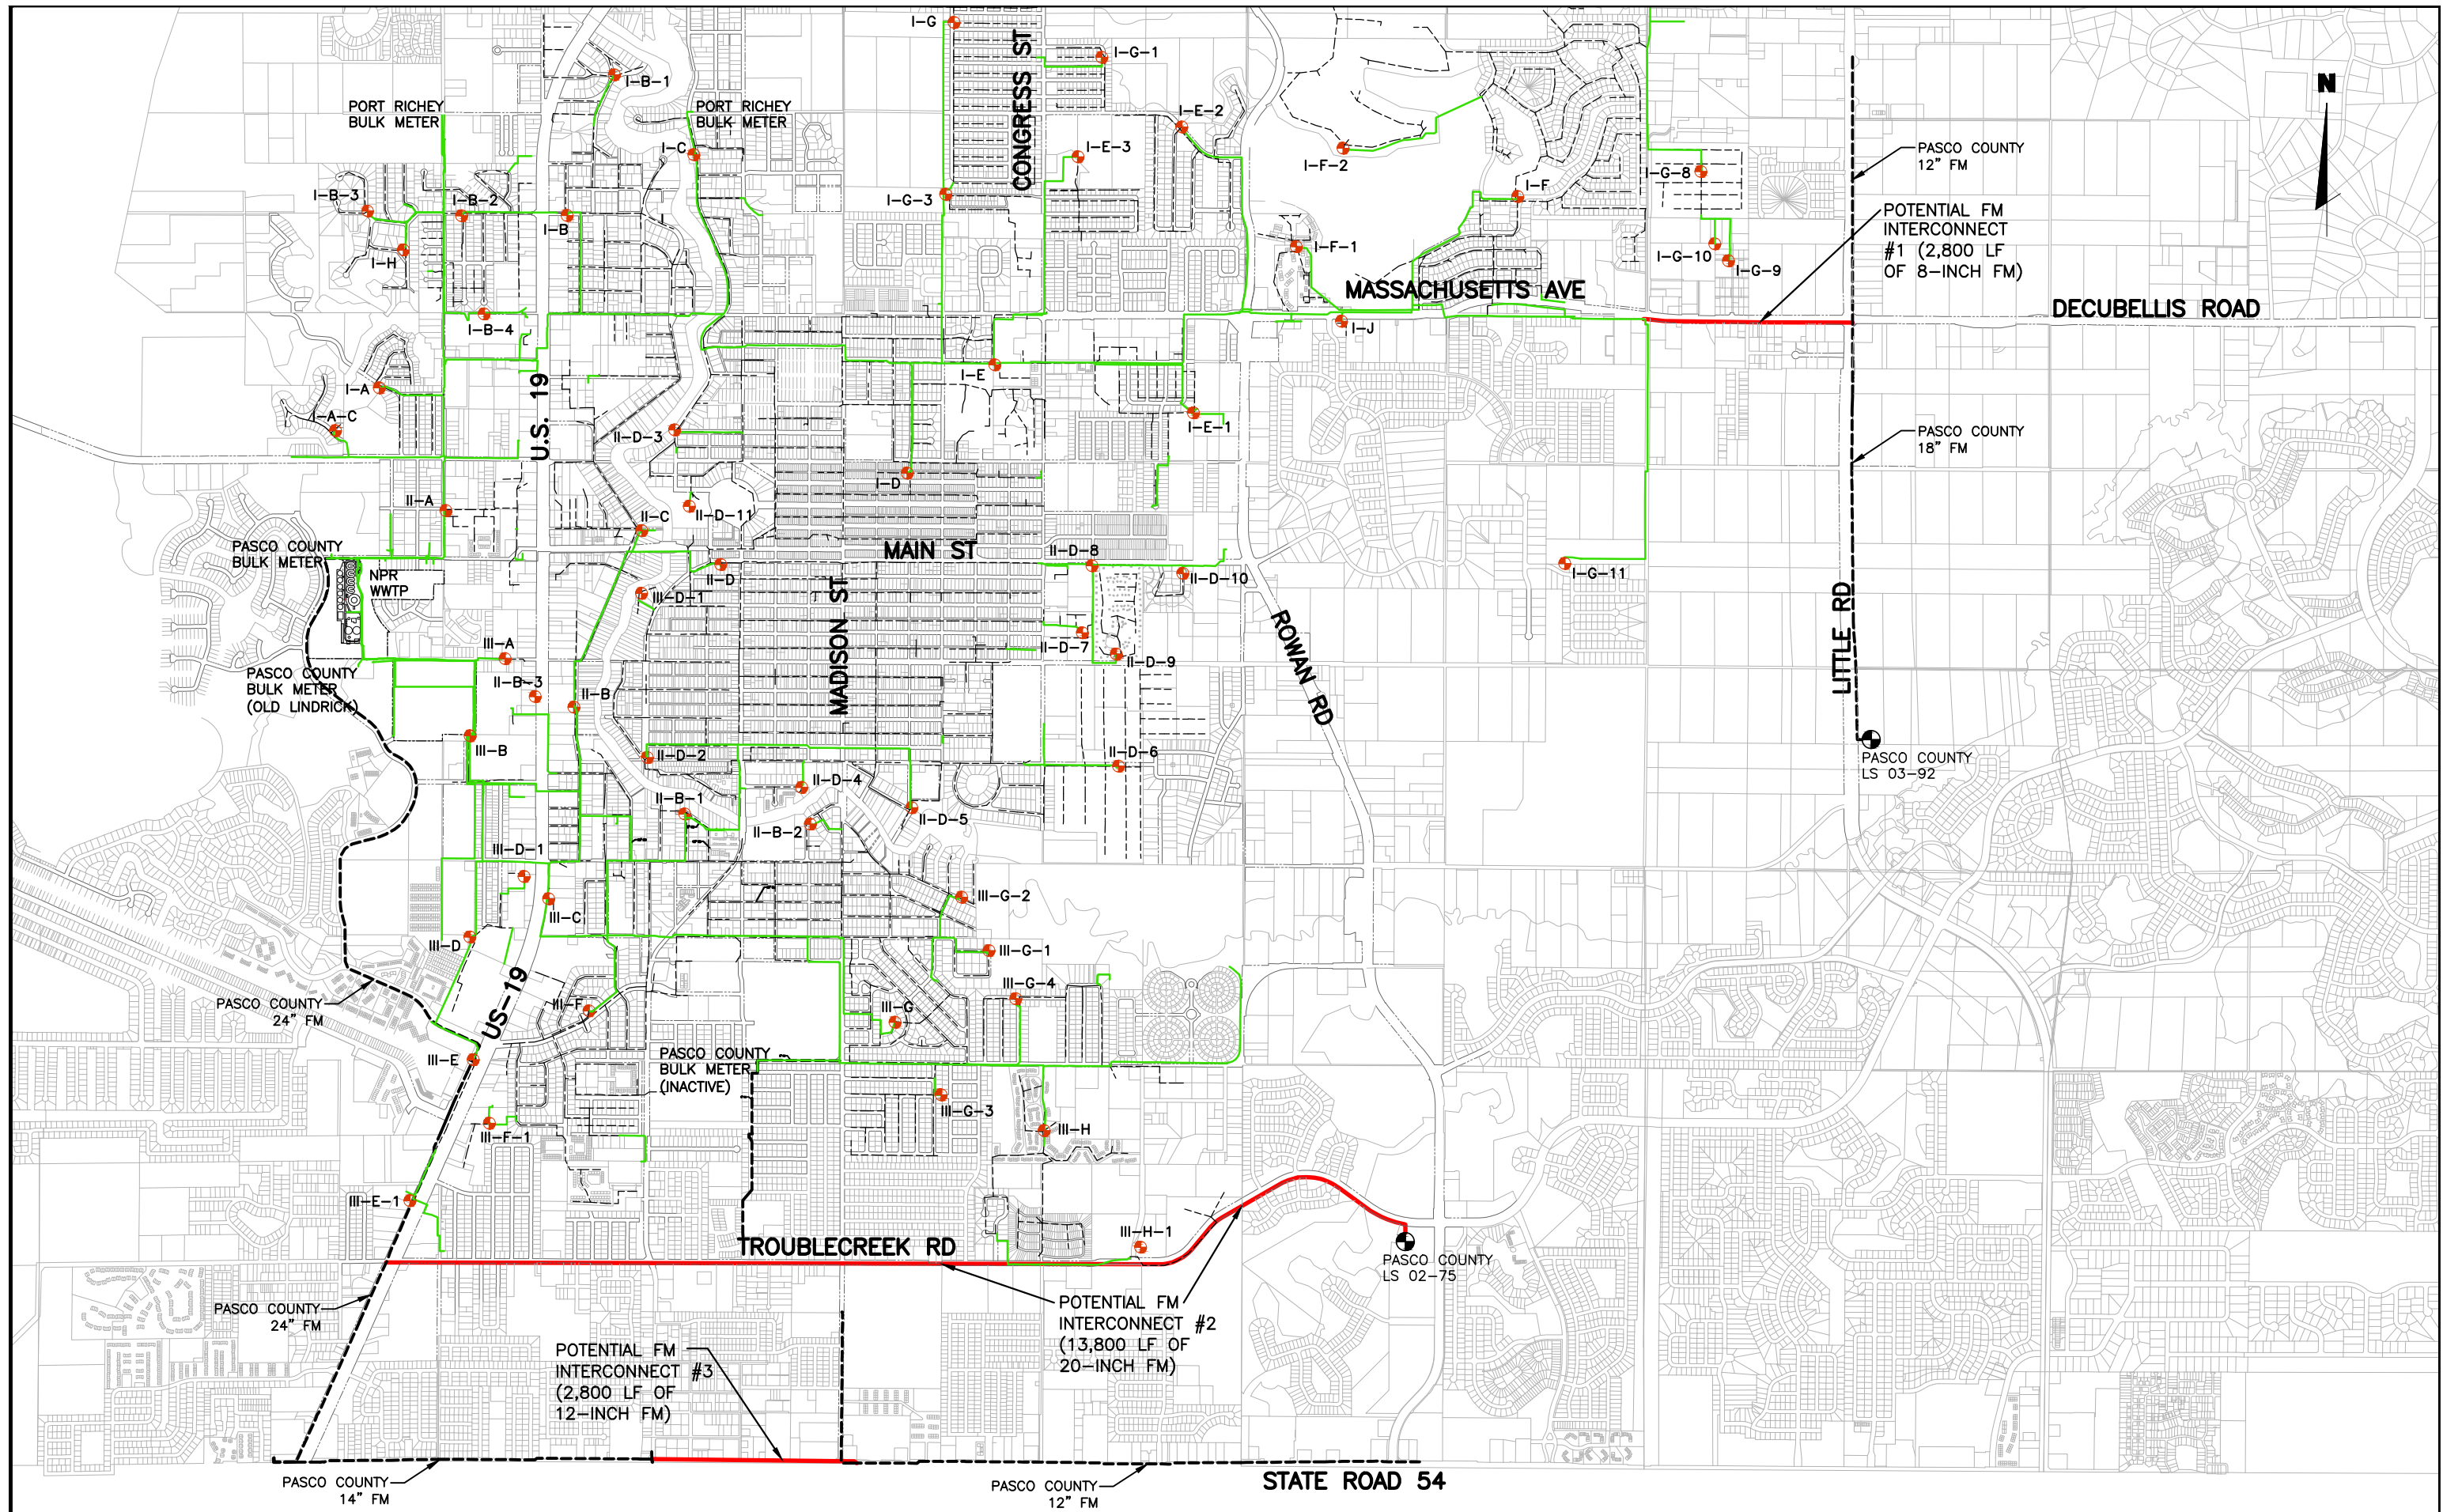 I-G
CONGRESS ST
I-G-1
I-B-1
PORT RICHEY
BULK METER
PORT RICHEY
BULK METER
I-C
I-E-2
I-E-3
I-F-2
N
PASCO COUNTY
12" FM
I-G-8
I-F
I-B-3
I-B-2
I-B
I-G-3
POTENTIAL FM
INTERCONNECT
#1 (2,800 LF
OF 8-INCH FM)
I-H
I-F-1
I-G-10
I-G-9
MASSACHUSETTS AVE
DECUBELLIS ROAD
I-B-4
I-J
I-A
I-E
U.S. 19
I-A-C
II-D-3
I-E-1
PASCO COUNTY
18" FM
I-D
II-A
II-C
II-D-11
PASCO COUNTY
BULK METER
MAIN ST
II-D-8
NPR
WWTP
II-D
II-D-10
I-G-11
III-D-1
MADISON ST
ROWAN RD
LITTLE RD
III-A
II-D-7
II-D-9
PASCO COUNTY
BULK METER
(OLD LINDRICK)
II-B-3
II-B
III-B
II-D-2
II-D-6
PASCO COUNTY
LS 03-92
II-D-4
II-B-1
II-B-2
II-D-5
III-D-1
III-G-2
III-C
III-D
III-G-1
PASCO COUNTY
24" FM
US-19
III-F
III-G-4
III-G
III-E
PASCO COUNTY
BULK METER
(INACTIVE)
III-G-3
III-F-1
III-H
III-E-1
III-H-1
TROUBLECREEK RD
PASCO COUNTY
LS 02-75
PASCO COUNTY
24" FM
POTENTIAL FM
INTERCONNECT #2
(13,800 LF OF
20-INCH FM)
POTENTIAL FM
INTERCONNECT #3
(2,800 LF OF
12-INCH FM)
PASCO COUNTY
14" FM
PASCO COUNTY
12" FM
STATE ROAD 54